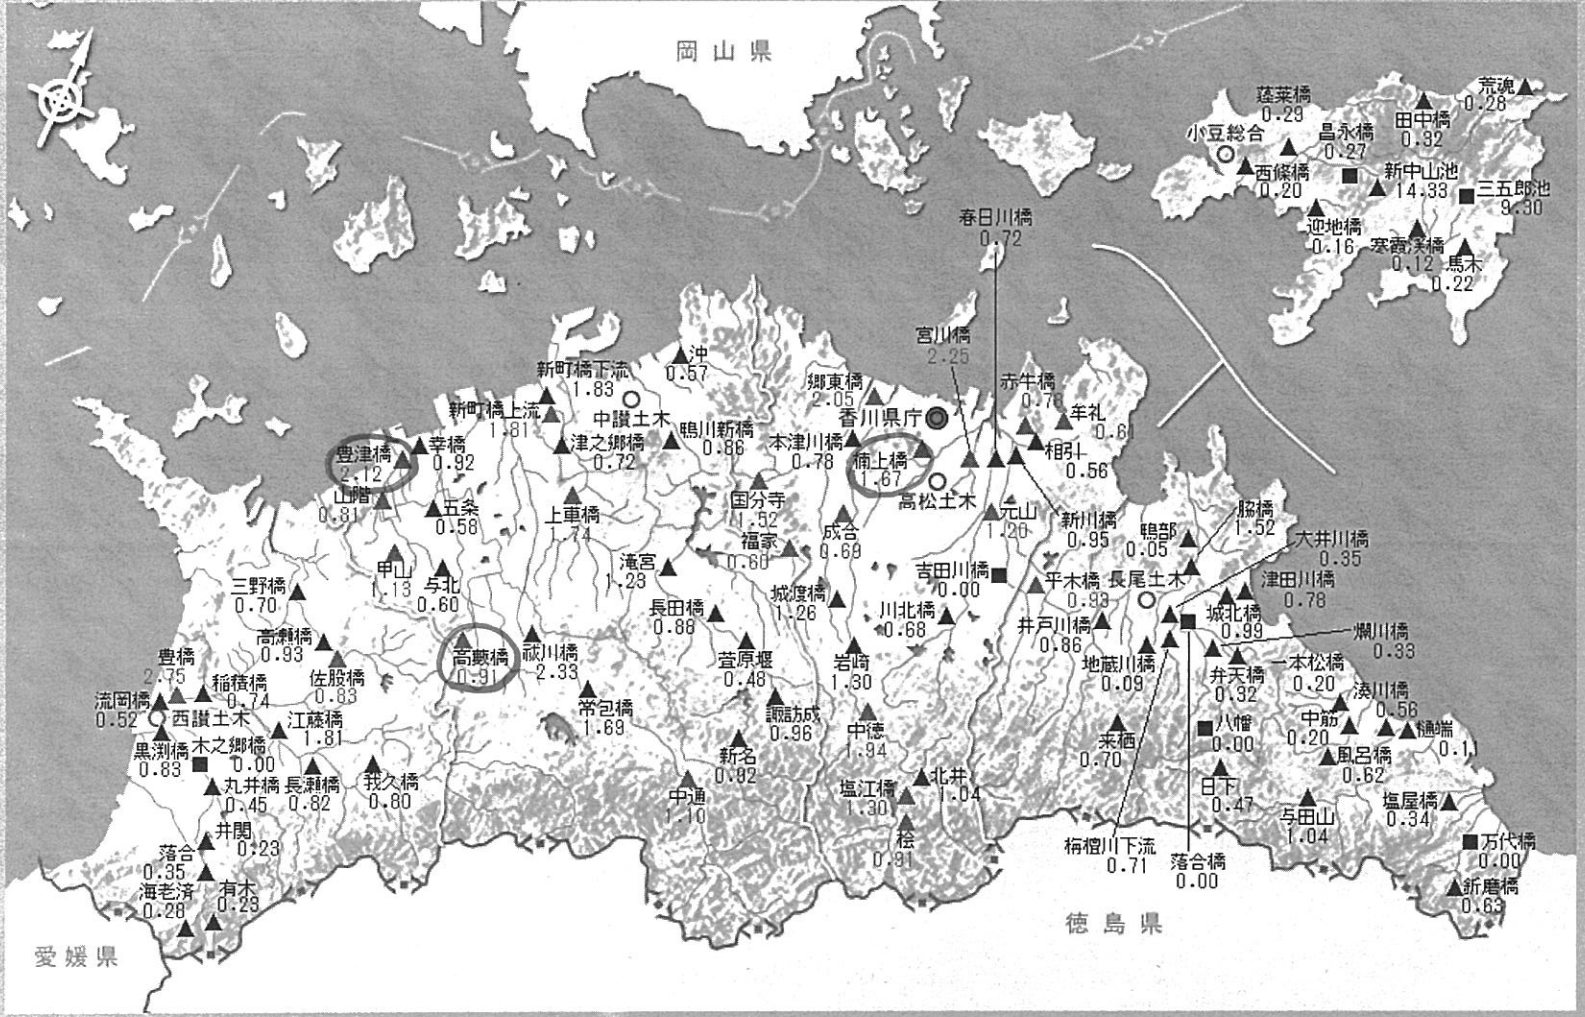 岡山県
荒魂
0.28
蓬莱橋
0.29
田中橋
0.32
小豆総合
昌永橋
0.27
西條橋
0.20
新中山池
14.33
三五郎池
9.30
迎地橋
0.16
寒霞渓橋
0.12
馬木
0.22
春日川橋
0.72
宮川橋
2.25
沖
0.57
新町橋下流
1.83
郷東橋
2.05
赤牛橋
0.78
新町橋上流
1.81
中讃土木
香川県庁
牟礼
0.61
鴨川新橋
0.86
本津川橋
0.78
津之郷橋
0.72
幸橋
0.92
豊津橋
2.12
楠上橋
1.67
相引
0.56
山階
0.81
五条
0.58
上車橋
1.74
国分寺
1.52
高松土木
元山
1.20
新川橋
0.95
脇橋
1.52
鴨部
0.05
大井川橋
0.35
成合
0.69
福家
0.60
甲山
1.13
与北
0.60
滝宮
1.23
吉田川橋
0.00
平木橋
0.93
長尾土木
津田川橋
0.78
三野橋
0.70
城渡橋
1.26
長田橋
0.88
川北橋
0.68
井戸川橋
0.86
城北橋
0.99
爛川橋
0.33
高瀬橋
0.93
高藪橋
0.91
祓川橋
2.33
萱原堰
0.48
岩崎
1.30
地蔵川橋
0.09
弁天橋
0.32
一本松橋
0.20
豊橋
2.75
佐股橋
0.83
稲積橋
0.74
流岡橋
0.52
西讃土木
常包橋
1.69
諏訪成
0.96
中徳
1.94
来栖
0.70
八幡
0.00
中筋
0.20
湊川橋
0.56
樋端
0.11
江藤橋
1.81
黒渕橋
0.83
木之郷橋
0.00
新名
0.92
風呂橋
0.62
丸井橋
0.45
長瀬橋
0.82
我久橋
0.80
中通
1.10
塩江橋
1.30
北井
1.04
日下
0.47
与田山
1.04
塩屋橋
0.34
井関
0.23
桧
0.91
栴檀川下流
0.71
落合橋
0.00
万代橋
0.00
落合
0.35
海老済
0.28
有木
0.23
新磨橋
0.63
愛媛県
徳島県